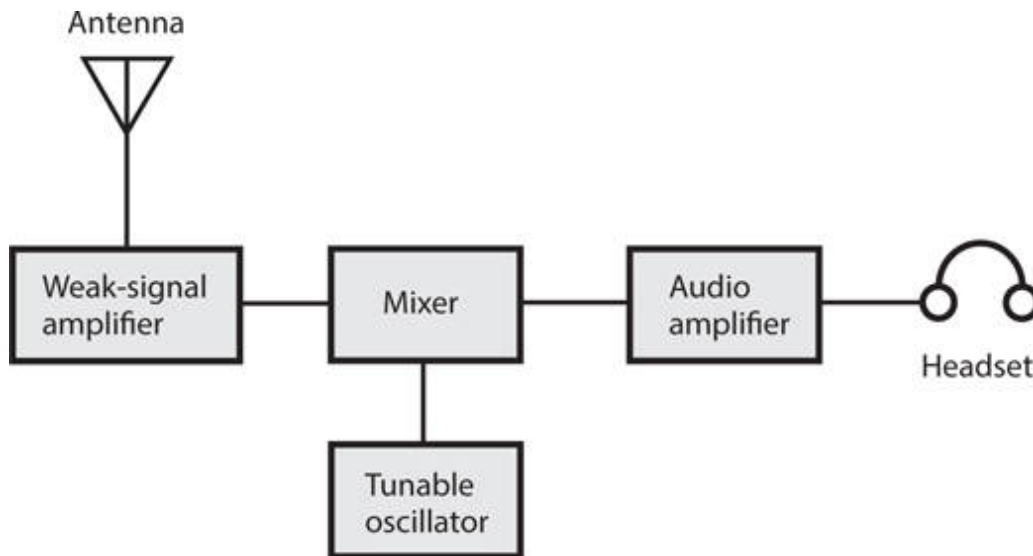 Antenna
Weak-signal
amplifier
Mixer
Audio
amplifier
Headset
Tunable
oscillator